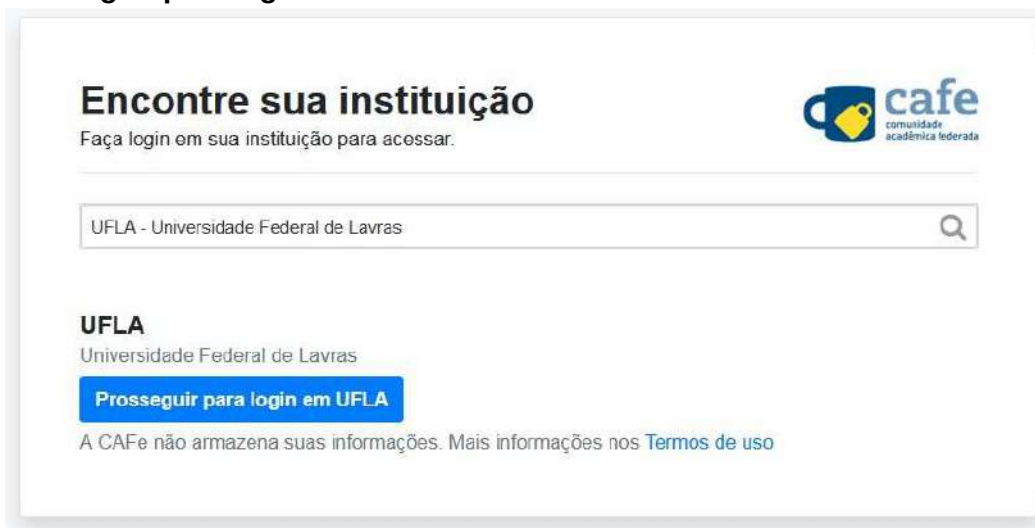 Encontre sua instituição
Faça login em sua instituição para acessar.
cafe
comunidade
acadêmica federada
UFLA - Universidade Federal de Lavras
UFLA
Universidade Federal de Lavras
Prosseguir para login em UFLA
A CAFe não armazena suas informações. Mais informações nos Termos de uso